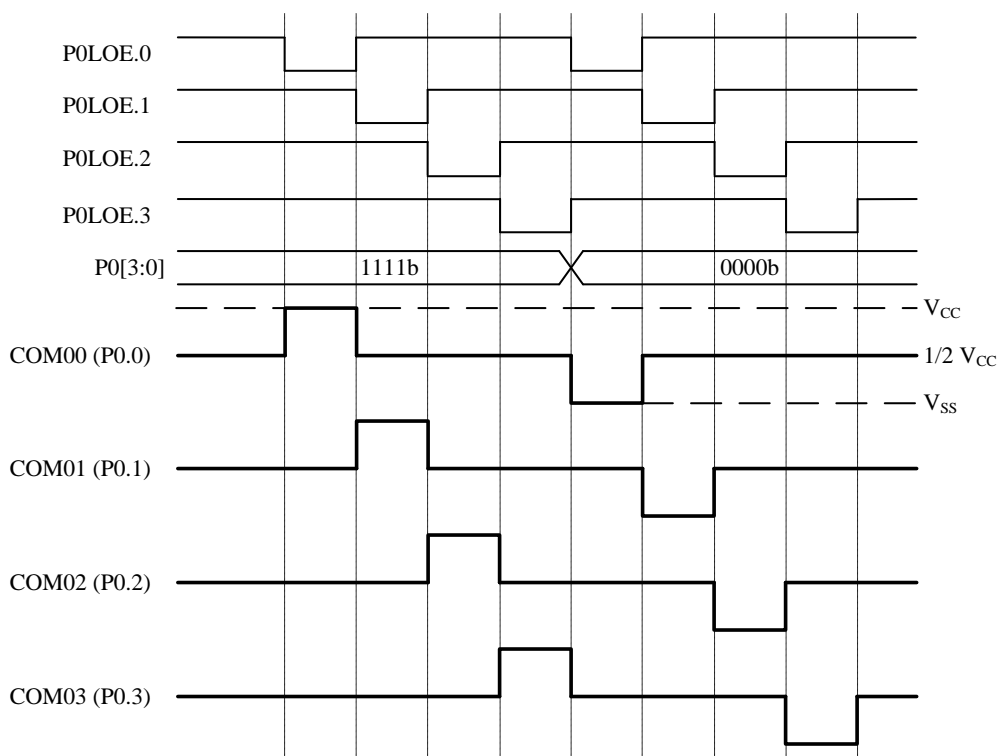 P0LOE.0
P0LOE.1
P0LOE.2
P0LOE.3
P0[3:0] 1111b 0000b
V_CC
COM00 (P0.0) 1/2 V_CC
V_SS
COM01 (P0.1)
COM02 (P0.2)
COM03 (P0.3)